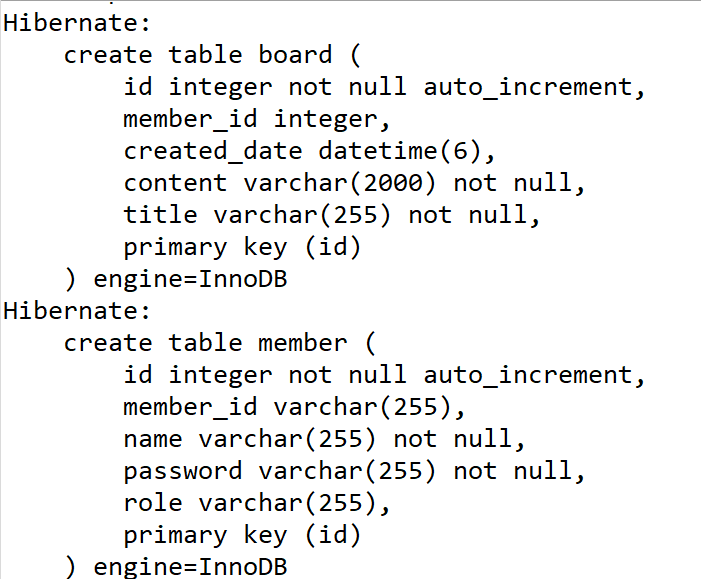 Hibernate:
    create table board (
        id integer not null auto_increment,
        member_id integer,
        created_date datetime(6),
        content varchar(2000) not null,
        title varchar(255) not null,
        primary key (id)
    ) engine=InnoDB
Hibernate:
    create table member (
        id integer not null auto_increment,
        member_id varchar(255),
        name varchar(255) not null,
        password varchar(255) not null,
        role varchar(255),
        primary key (id)
    ) engine=InnoDB